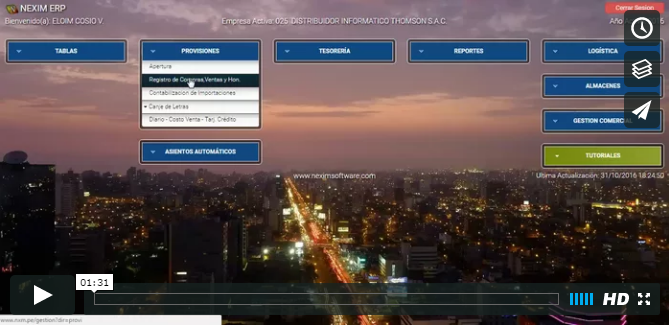 NEXIM ERP
Cerrar Sesion
Bienvenido(a): ELOIM COSIO V.
Empresa Activa: 025 DISTRIBUIDOR INFORMATICO THOMSON S.A.C.
TABLAS
PROVISIONES
TESORERÍA
REPORTES
LOGÍSTICA
Apertura
Registro de Compras,Ventas y Hon.
Contabilizacion de Importaciones
Canje de Letras
Diario - Costo Venta - Tarj. Crédito
ALMACENES
GESTION COMERCIAL
ASIENTOS AUTOMÁTICOS
TUTORIALES
www.neximsoftware.com
Ultima Actualización: 31/10/2016 18:24:50
01:31
HD